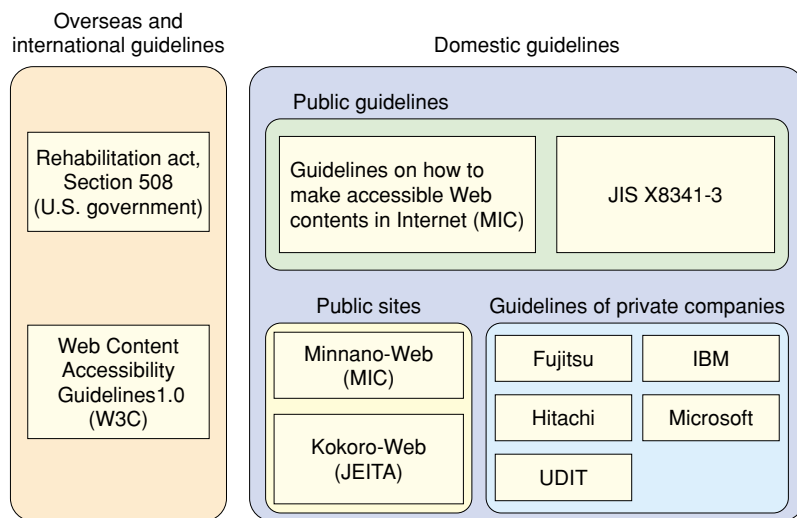 Overseas and
international guidelines
Rehabilitation act,
Section 508
(U.S. government)
Web Content
Accessibility
Guidelines1.0
(W3C)
Domestic guidelines
Public guidelines
Guidelines on how to
make accessible Web
contents in Internet (MIC)
JIS X8341-3
Public sites
Minnano-Web
(MIC)
Kokoro-Web
(JEITA)
Guidelines of private companies
Fujitsu
IBM
Hitachi
Microsoft
UDIT